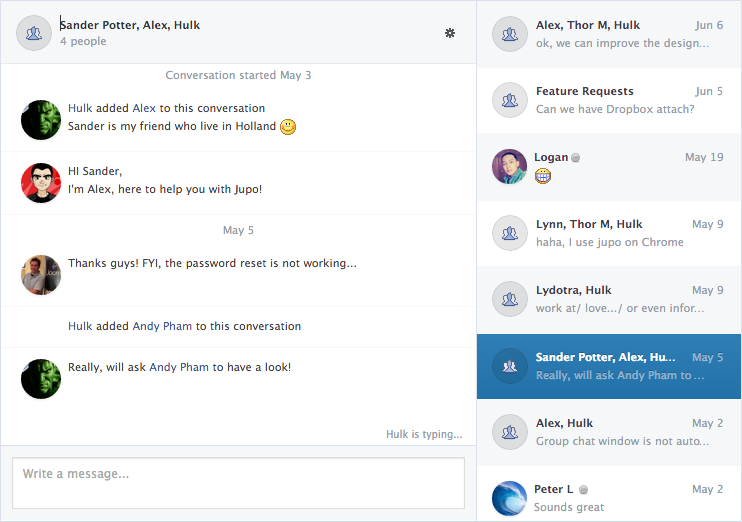 Sander Potter, Alex, Hulk
4 people
Conversation started May 3
Hulk added Alex to this conversation
Sander is my friend who live in Holland
HI Sander,
I'm Alex, here to help you with Jupo!
May 5
Thanks guys! FYI, the password reset is not working...
Hulk added Andy Pham to this conversation
Really, will ask Andy Pham to have a look!
Hulk is typing...
Write a message...
Alex, Thor M, Hulk Jun 6
ok, we can improve the design...
Feature Requests Jun 5
Can we have Dropbox attach?
Logan May 19
Lynn, Thor M, Hulk May 9
haha, I use jupo on Chrome
Lydotra, Hulk May 9
work at/ love.../ or even infor...
Sander Potter, Alex, Hu... May 5
Really, will ask Andy Pham to ...
Alex, Hulk May 2
Group chat window is not auto...
Peter L May 2
Sounds great